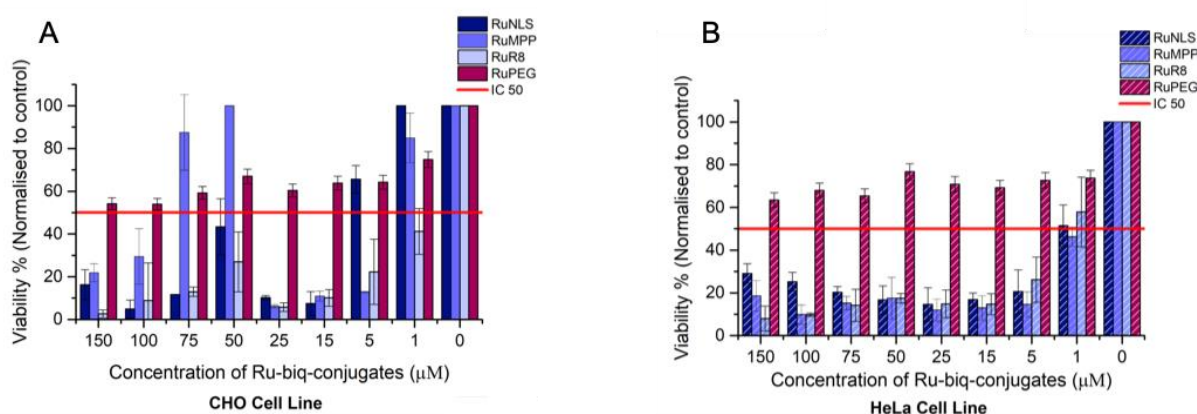 A
RuNLS
RuMPP
RuR8
RuPEG
IC 50
Viability % (Normalised to control)
100
80
60
40
20
0
150 100 75 50 25 15 5 1 0
Concentration of Ru-biq-conjugates (µM)
CHO Cell Line
B
RuNLS
RuMPP
RuR8
RuPEG
IC 50
Viability % (Normalised to control)
100
80
60
40
20
0
150 100 75 50 25 15 5 1 0
Concentration of Ru-biq-conjugates (µM)
HeLa Cell Line